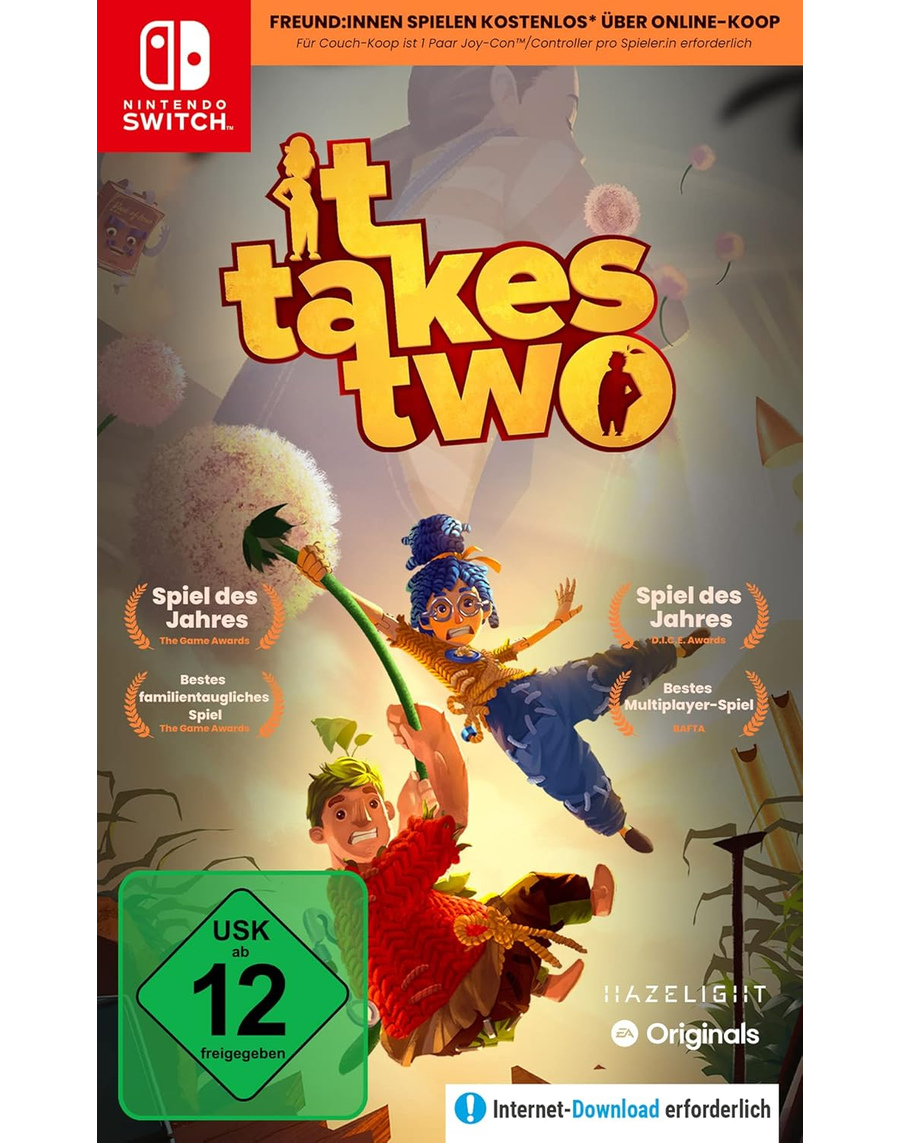 NINTENDO
SWITCH™
FREUND:INNEN SPIELEN KOSTENLOS* ÜBER ONLINE-KOOP
Für Couch-Koop ist 1 Paar Joy-Con™/Controller pro Spieler:in erforderlich
it
takes
two
Spiel des
Jahres
The Game Awards
Spiel des
Jahres
D.I.C.E. Awards
Bestes
familientaugliches
Spiel
The Game Awards
Bestes
Multiplayer-Spiel
BAFTA
USK
ab
12
freigegeben
HAZELIGHT
EA Originals
! Internet-Download erforderlich